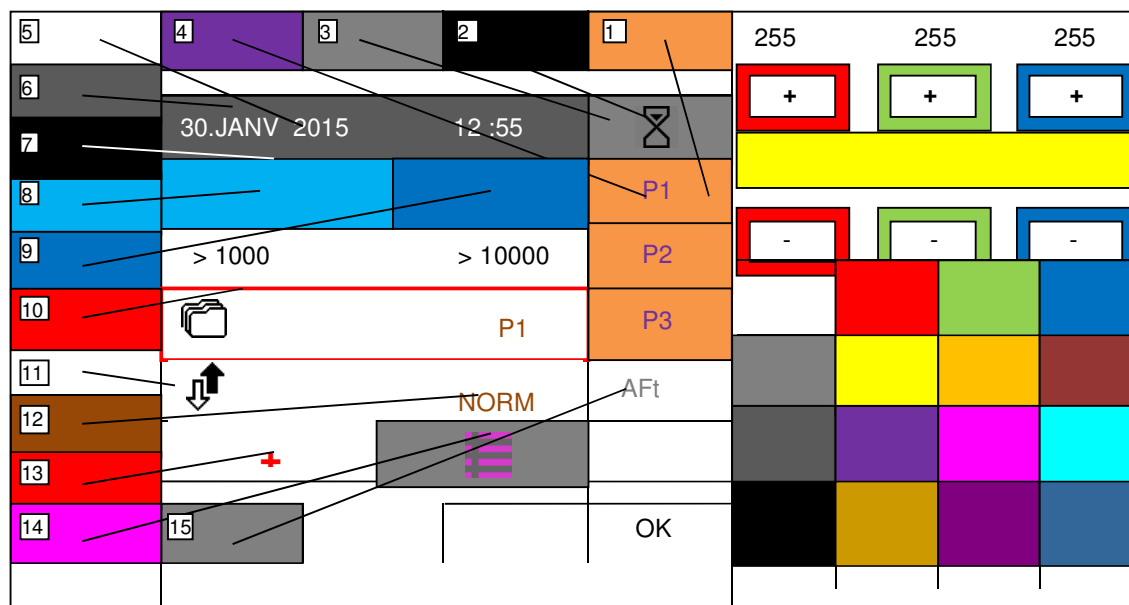 5 4 3 2 1 255 255 255
6 + + +
30.JANV 2015 12 :55
7
8 P1
9 > 1000 > 10000 P2 - - -
10 P1 P3
11 AFt
12 NORM
13 +
14 15 OK